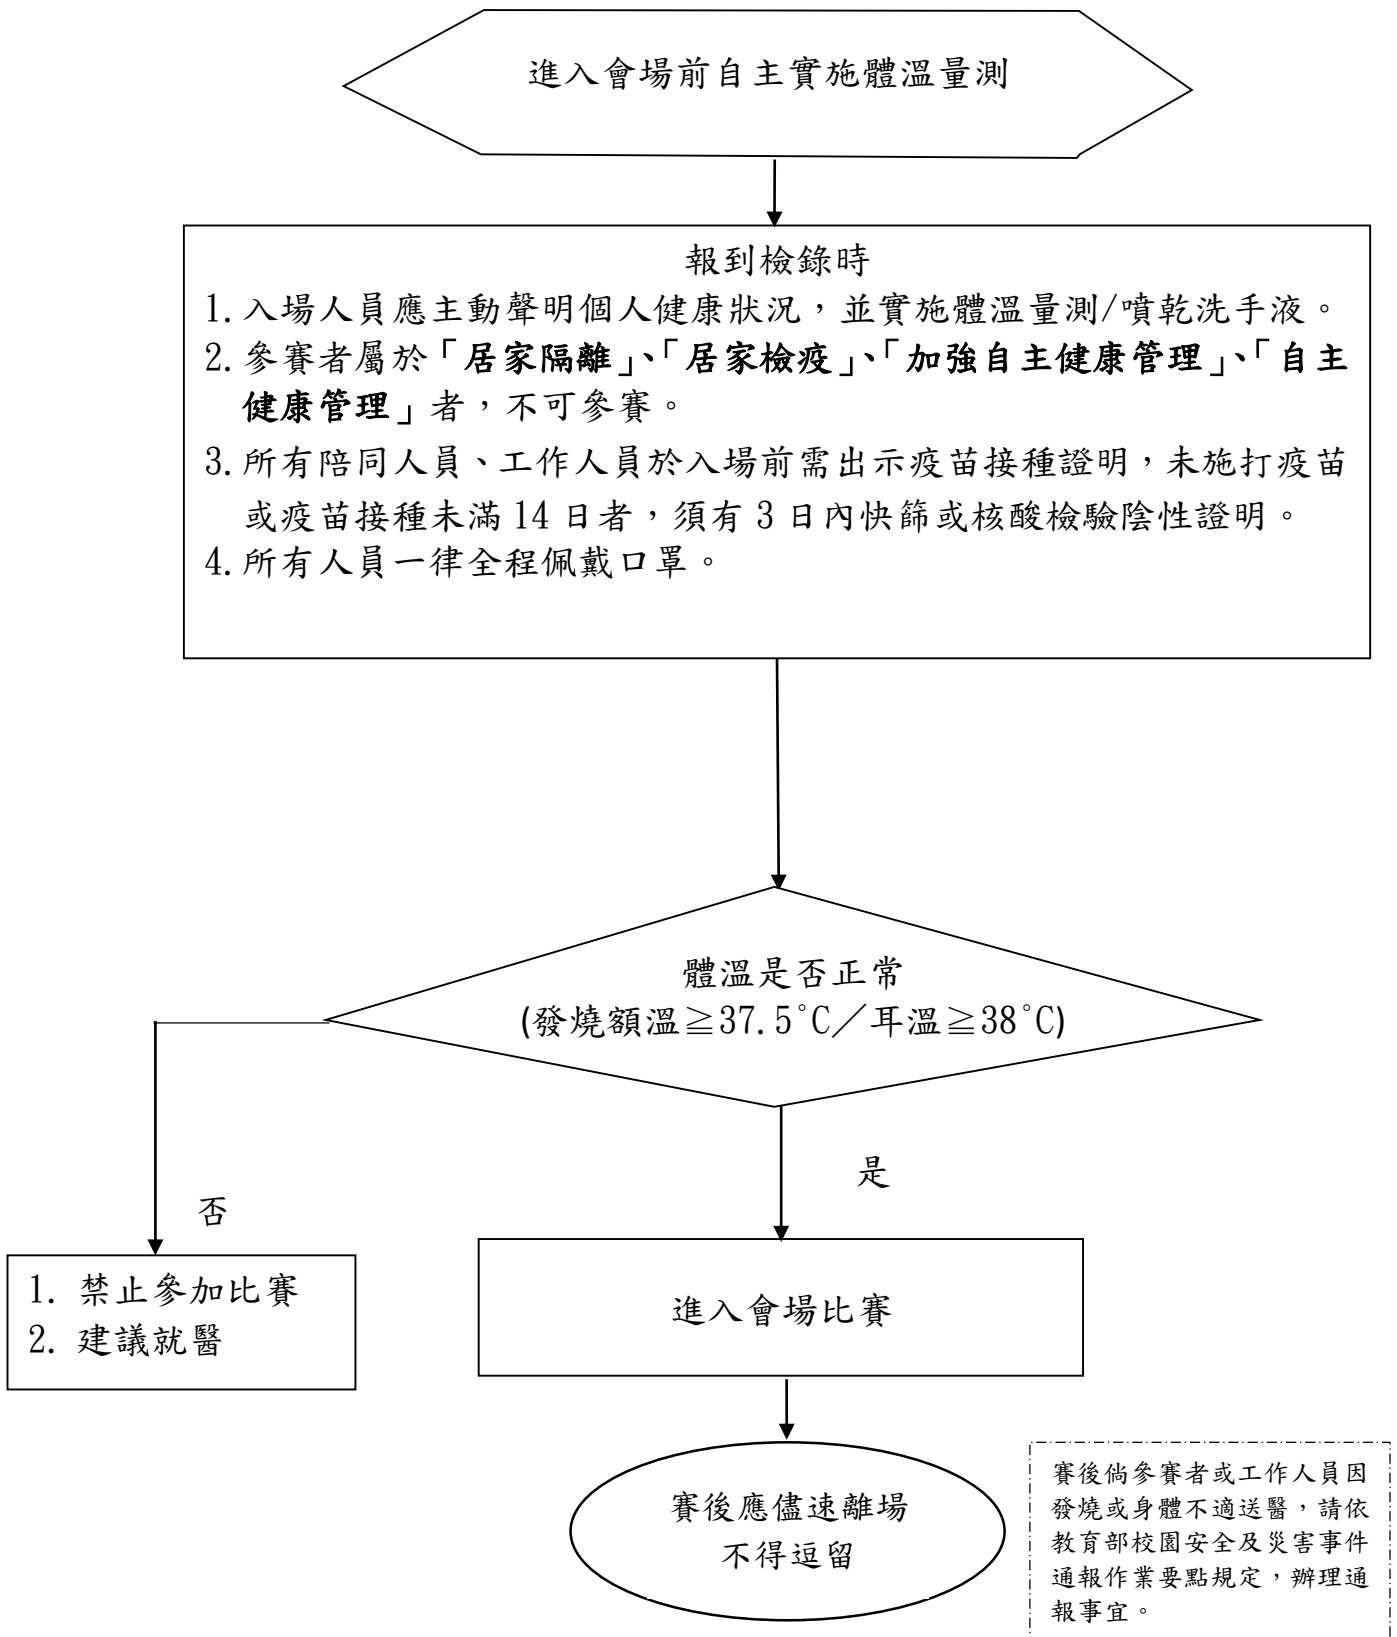 進入會場前自主實施體溫量測
報到檢錄時
1. 入場人員應主動聲明個人健康狀況，並實施體溫量測/噴乾洗手液。
2. 參賽者屬於「居家隔離」、「居家檢疫」、「加強自主健康管理」、「自主
健康管理」者，不可參賽。
3. 所有陪同人員、工作人員於入場前需出示疫苗接種證明，未施打疫苗
或疫苗接種未滿 14 日者，須有 3 日內快篩或核酸檢驗陰性證明。
4. 所有人員一律全程佩戴口罩。
體溫是否正常
(發燒額溫≧37.5°C／耳溫≧38°C)
是
否
1. 禁止參加比賽
2. 建議就醫
進入會場比賽
賽後應儘速離場
不得逗留
賽後倘參賽者或工作人員因
發燒或身體不適送醫，請依
教育部校園安全及災害事件
通報作業要點規定，辦理通
報事宜。